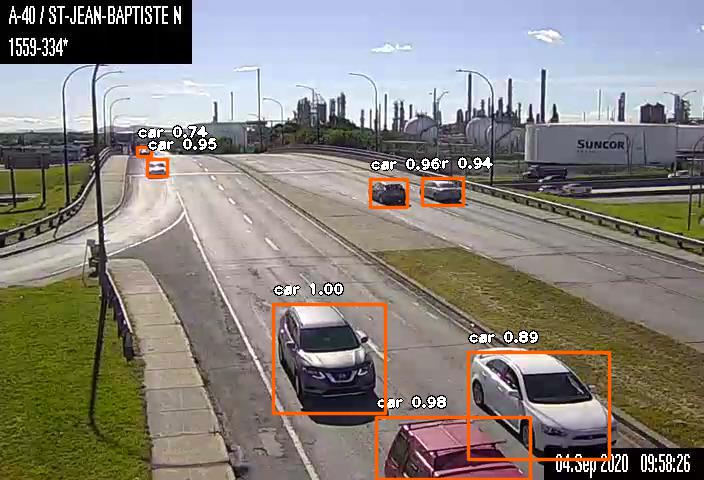 A-40 / ST-JEAN-BAPTISTE N
1559-334*
car 0.74
car 0.95
car 0.96
r 0.94
SUNCOR
car 1.00
car 0.89
car 0.98
04 Sep 2020 09:58:26